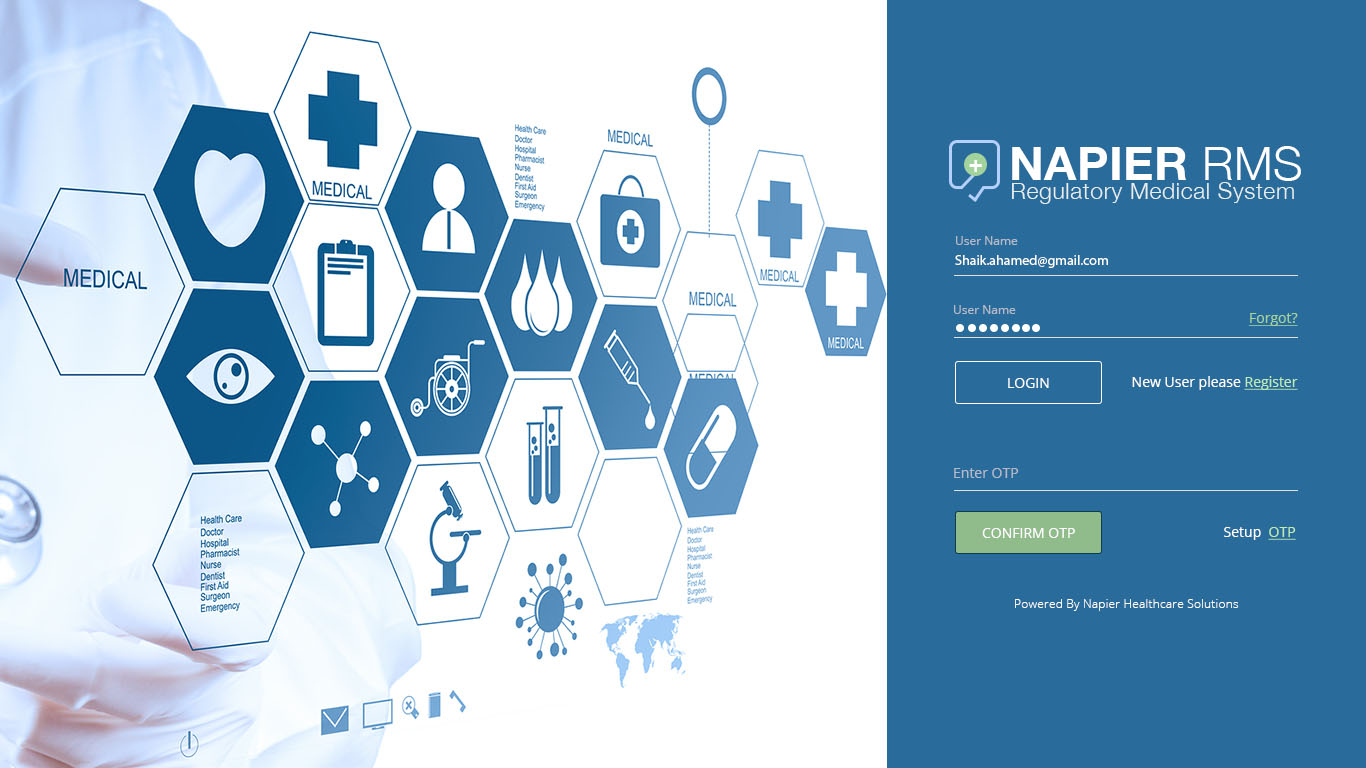 MEDICAL
MEDICAL
Health Care
Doctor
Hospital
Pharmacist
Nurse
Dentist
First Aid
Surgeon
Emergency
MEDICAL
MEDICAL
MEDICAL
MEDICAL
MEDICAL
Health Care
Doctor
Hospital
Pharmacist
Nurse
Dentist
First Aid
Surgeon
Emergency
Health Care
Doctor
Hospital
Pharmacist
Nurse
Dentist
First Aid
Surgeon
Emergency
NAPIER RMS
Regulatory Medical System
User Name
Shaik.ahamed@gmail.com
User Name
Forgot?
LOGIN
New User please Register
Enter OTP
CONFIRM OTP
Setup OTP
Powered By Napier Healthcare Solutions